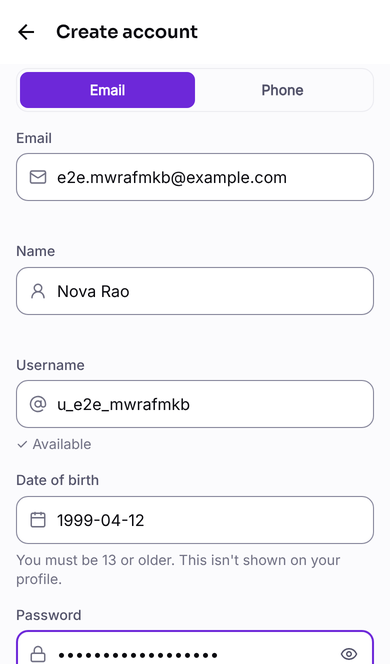 Create account
Email
Phone
Email
e2e.mwrafmkb@example.com
Name
Nova Rao
Username
@ u_e2e_mwrafmkb
✓ Available
Date of birth
1999-04-12
You must be 13 or older. This isn't shown on your
profile.
Password
••••••••••••••••••